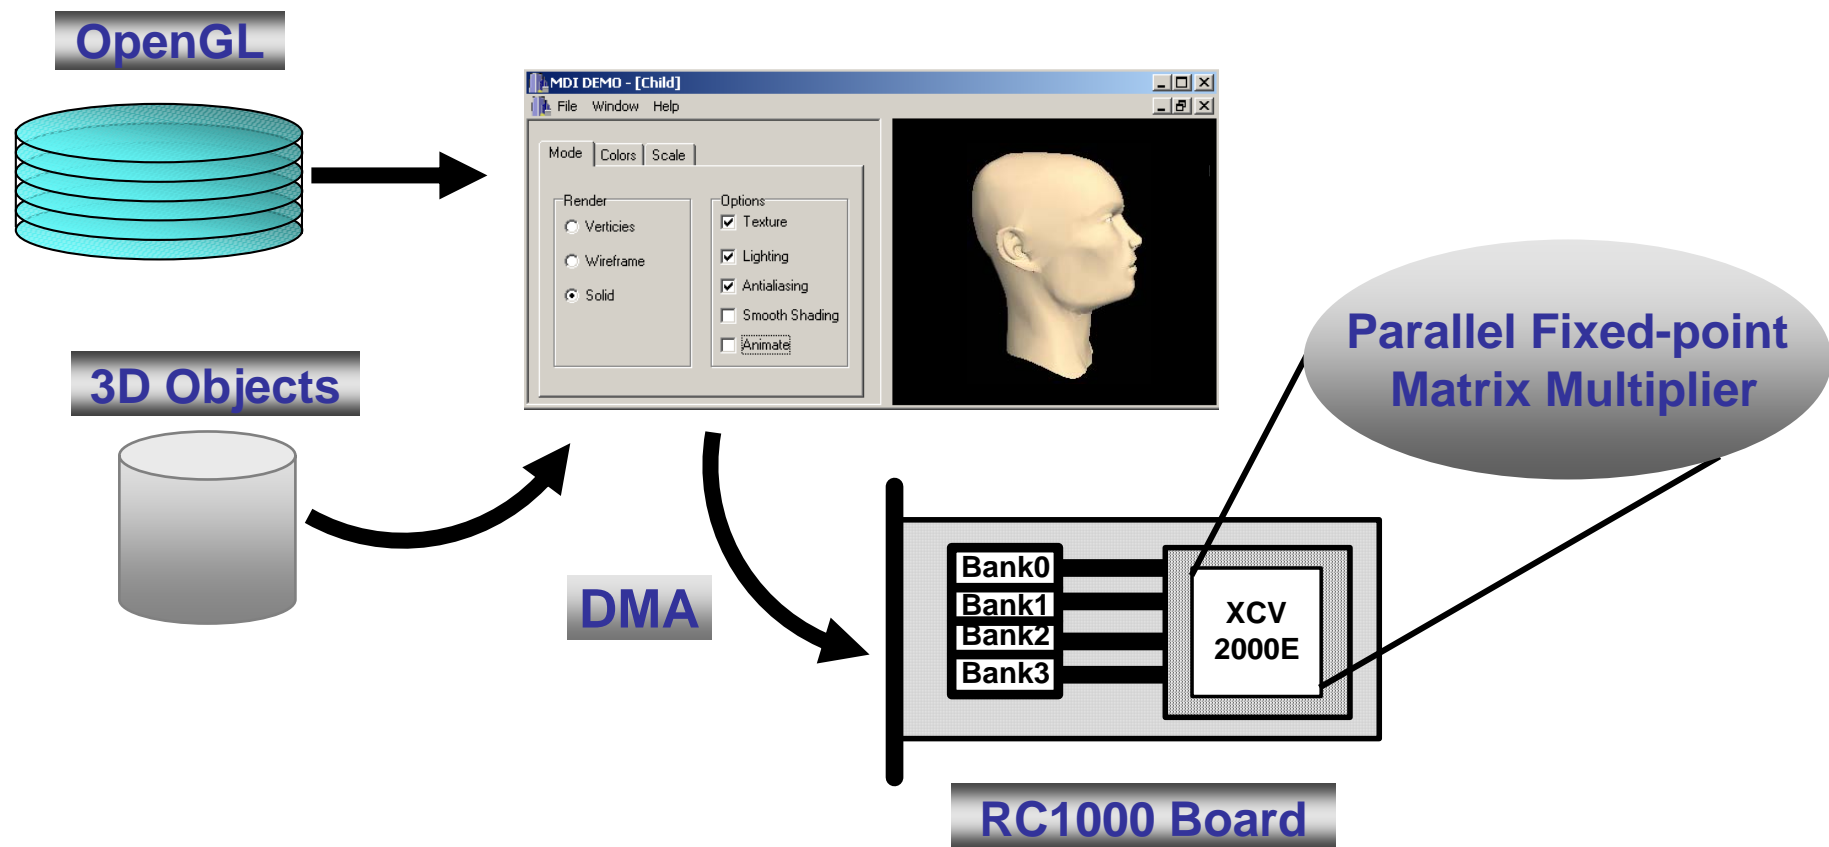 OpenGL
MDI DEMO - [Child]
File Window Help
Mode Colors Scale
Render
Verticies
Wireframe
Solid
Options
Texture
Lighting
Antialiasing
Smooth Shading
Animate
3D Objects
Parallel Fixed-point
Matrix Multiplier
DMA
Bank0
Bank1
Bank2
Bank3
XCV
2000E
RC1000 Board